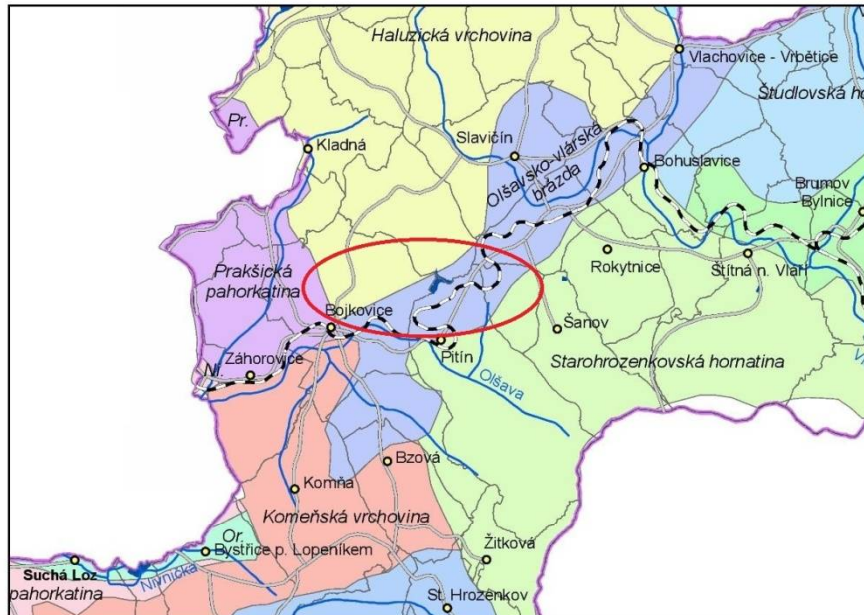 Haluzická vrchovina
Vlachovice - Vrbětice
Študlovská ho
Pr.
Kladná
Slavičín
Olšavsko-vlárská
brázda
Bohuslavice
Brumov -
Bylnice
Prakšická
pahorkatina
Rokytnice
Štítná n. Vláří
Bojkovice
Šanov
Pitín
Starohrozenkovská hornatina
Ni.
Záhorovice
Olšava
Bzová
Komňa
Komeňská vrchovina
Or.
Bystřice p. Lopeníkem
Žitková
Suchá Loz
pahorkatina
Nivnička
St. Hrozenkov